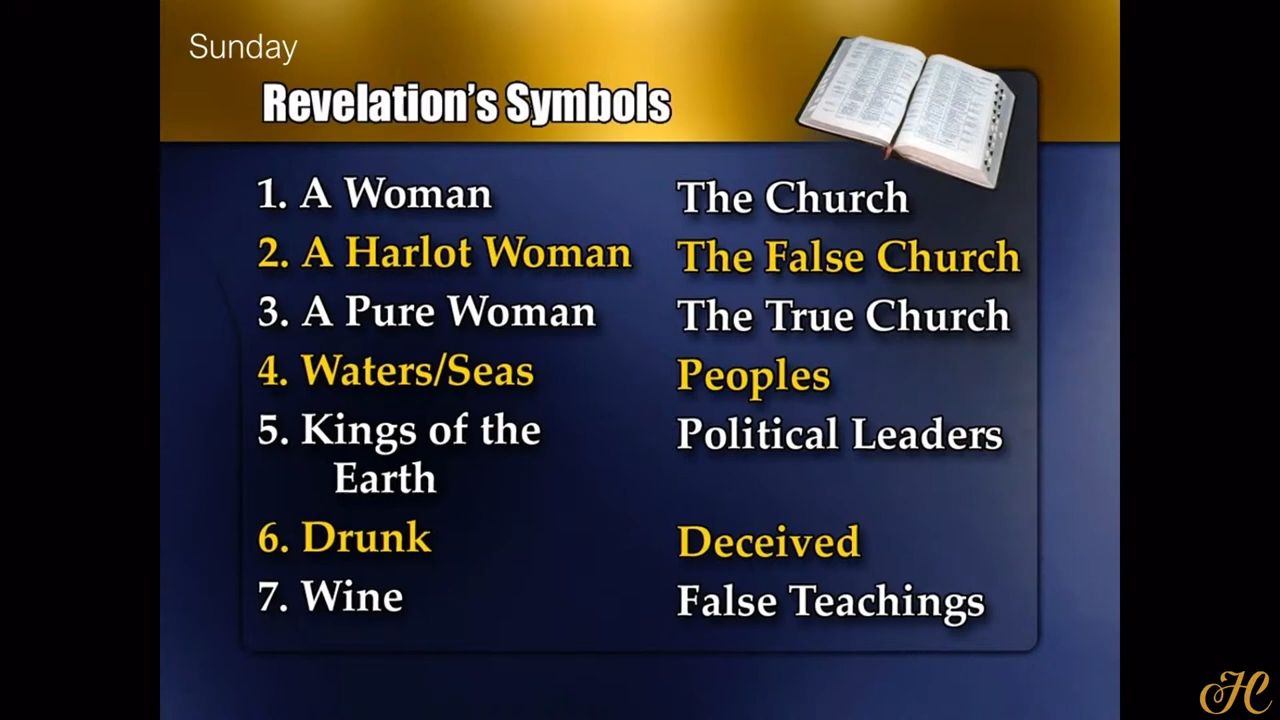 Sunday
Revelation's Symbols
1. A Woman The Church
2. A Harlot Woman The False Church
3. A Pure Woman The True Church
4. Waters/Seas Peoples
5. Kings of the Political Leaders
Earth
6. Drunk Deceived
7. Wine False Teachings
HC